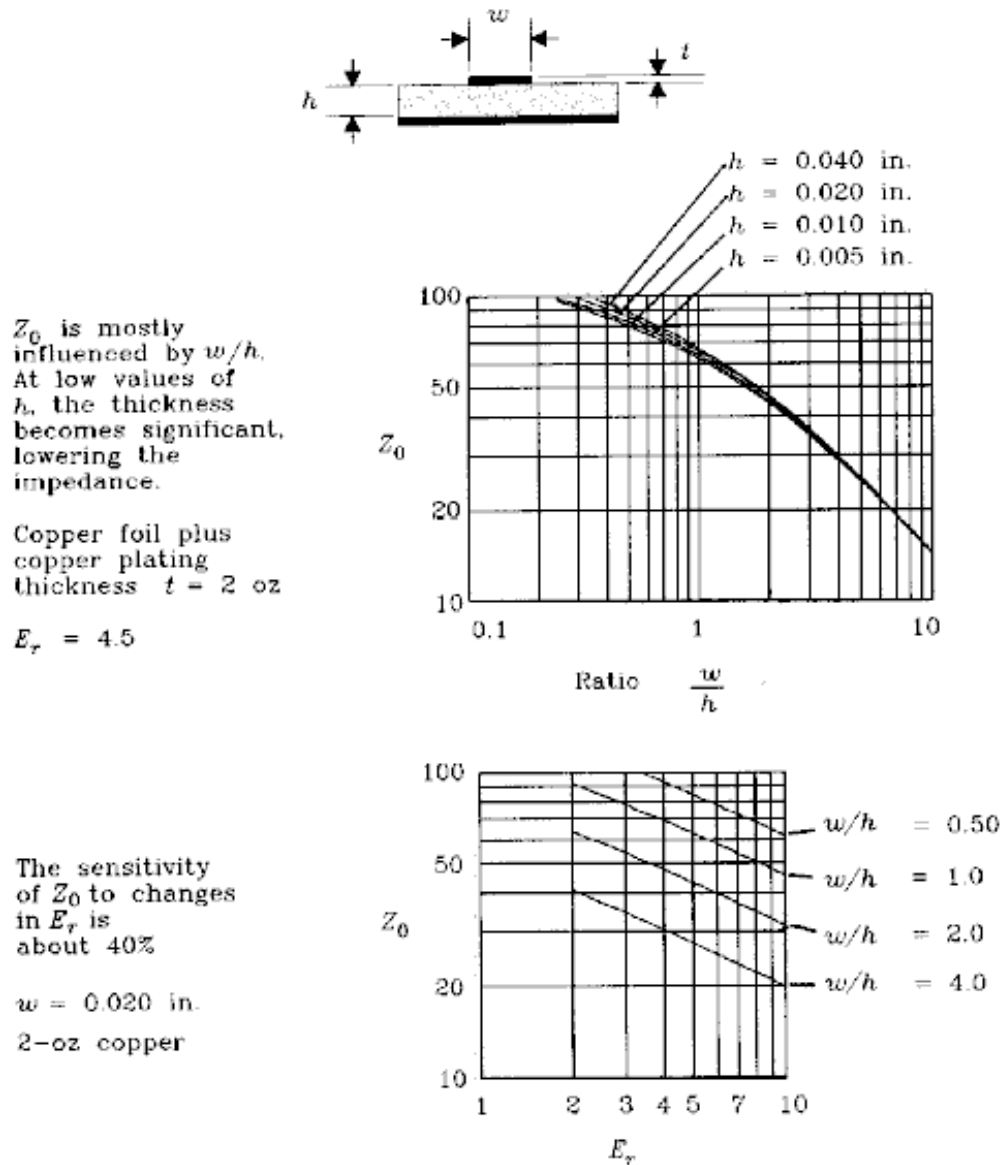 w
t
h
h = 0.040 in.
h = 0.020 in.
h = 0.010 in.
h = 0.005 in.
Z₀ is mostly
influenced by w/h.
At low values of
h, the thickness
becomes significant,
lowering the
impedance.
Copper foil plus
copper plating
thickness t = 2 oz
Eᵣ = 4.5
100
50
20
10
Z₀
0.1 1 10
Ratio w/h
The sensitivity
of Z₀ to changes
in Eᵣ is
about 40%
w = 0.020 in.
2-oz copper
100
50
20
10
Z₀
w/h = 0.50
w/h = 1.0
w/h = 2.0
w/h = 4.0
1 2 3 4 5 7 10
Eᵣ